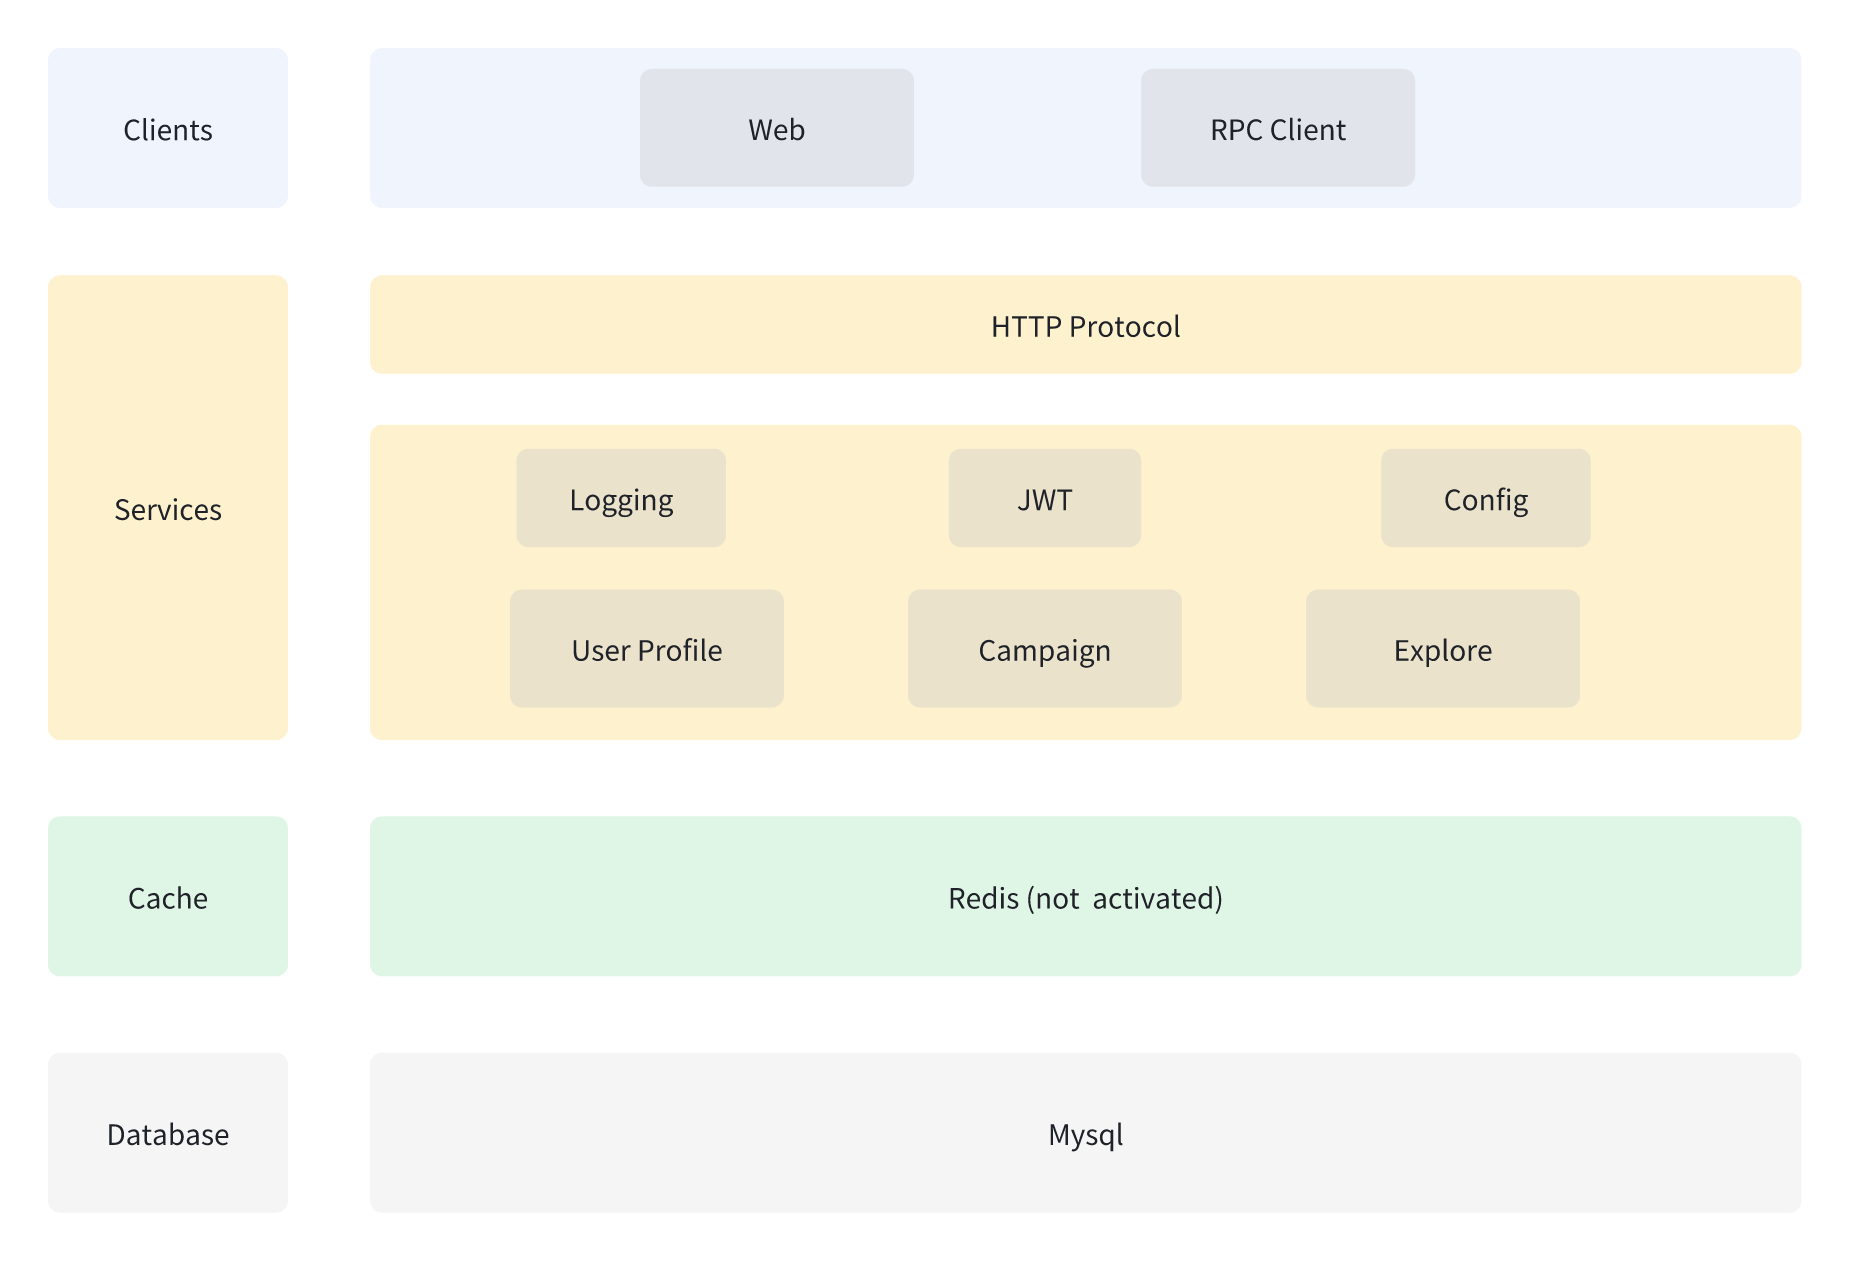 Clients
Web
RPC Client
Services
HTTP Protocol
Logging
JWT
Config
User Profile
Campaign
Explore
Cache
Redis (not  activated)
Database
Mysql